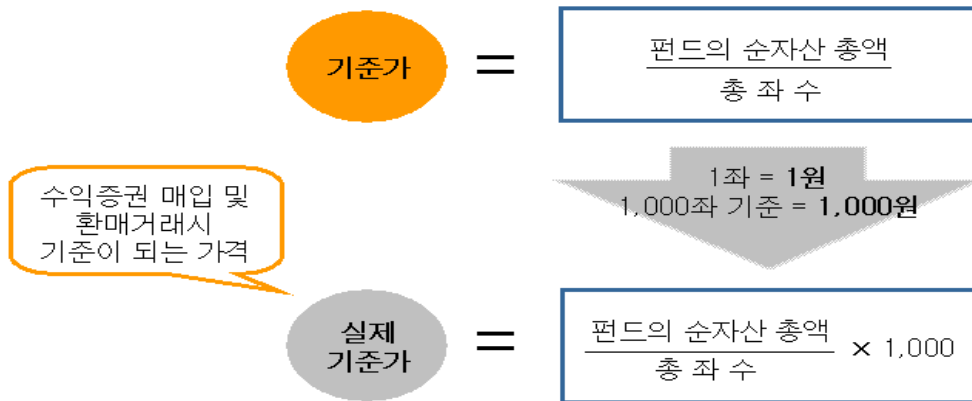 기준가 = 펀드의 순자산 총액
총 좌 수
1좌 = 1원
1,000좌 기준 = 1,000원
수익증권 매입 및
환매거래시
기준이 되는 가격
실제
기준가 = 펀드의 순자산 총액
총 좌 수 × 1,000